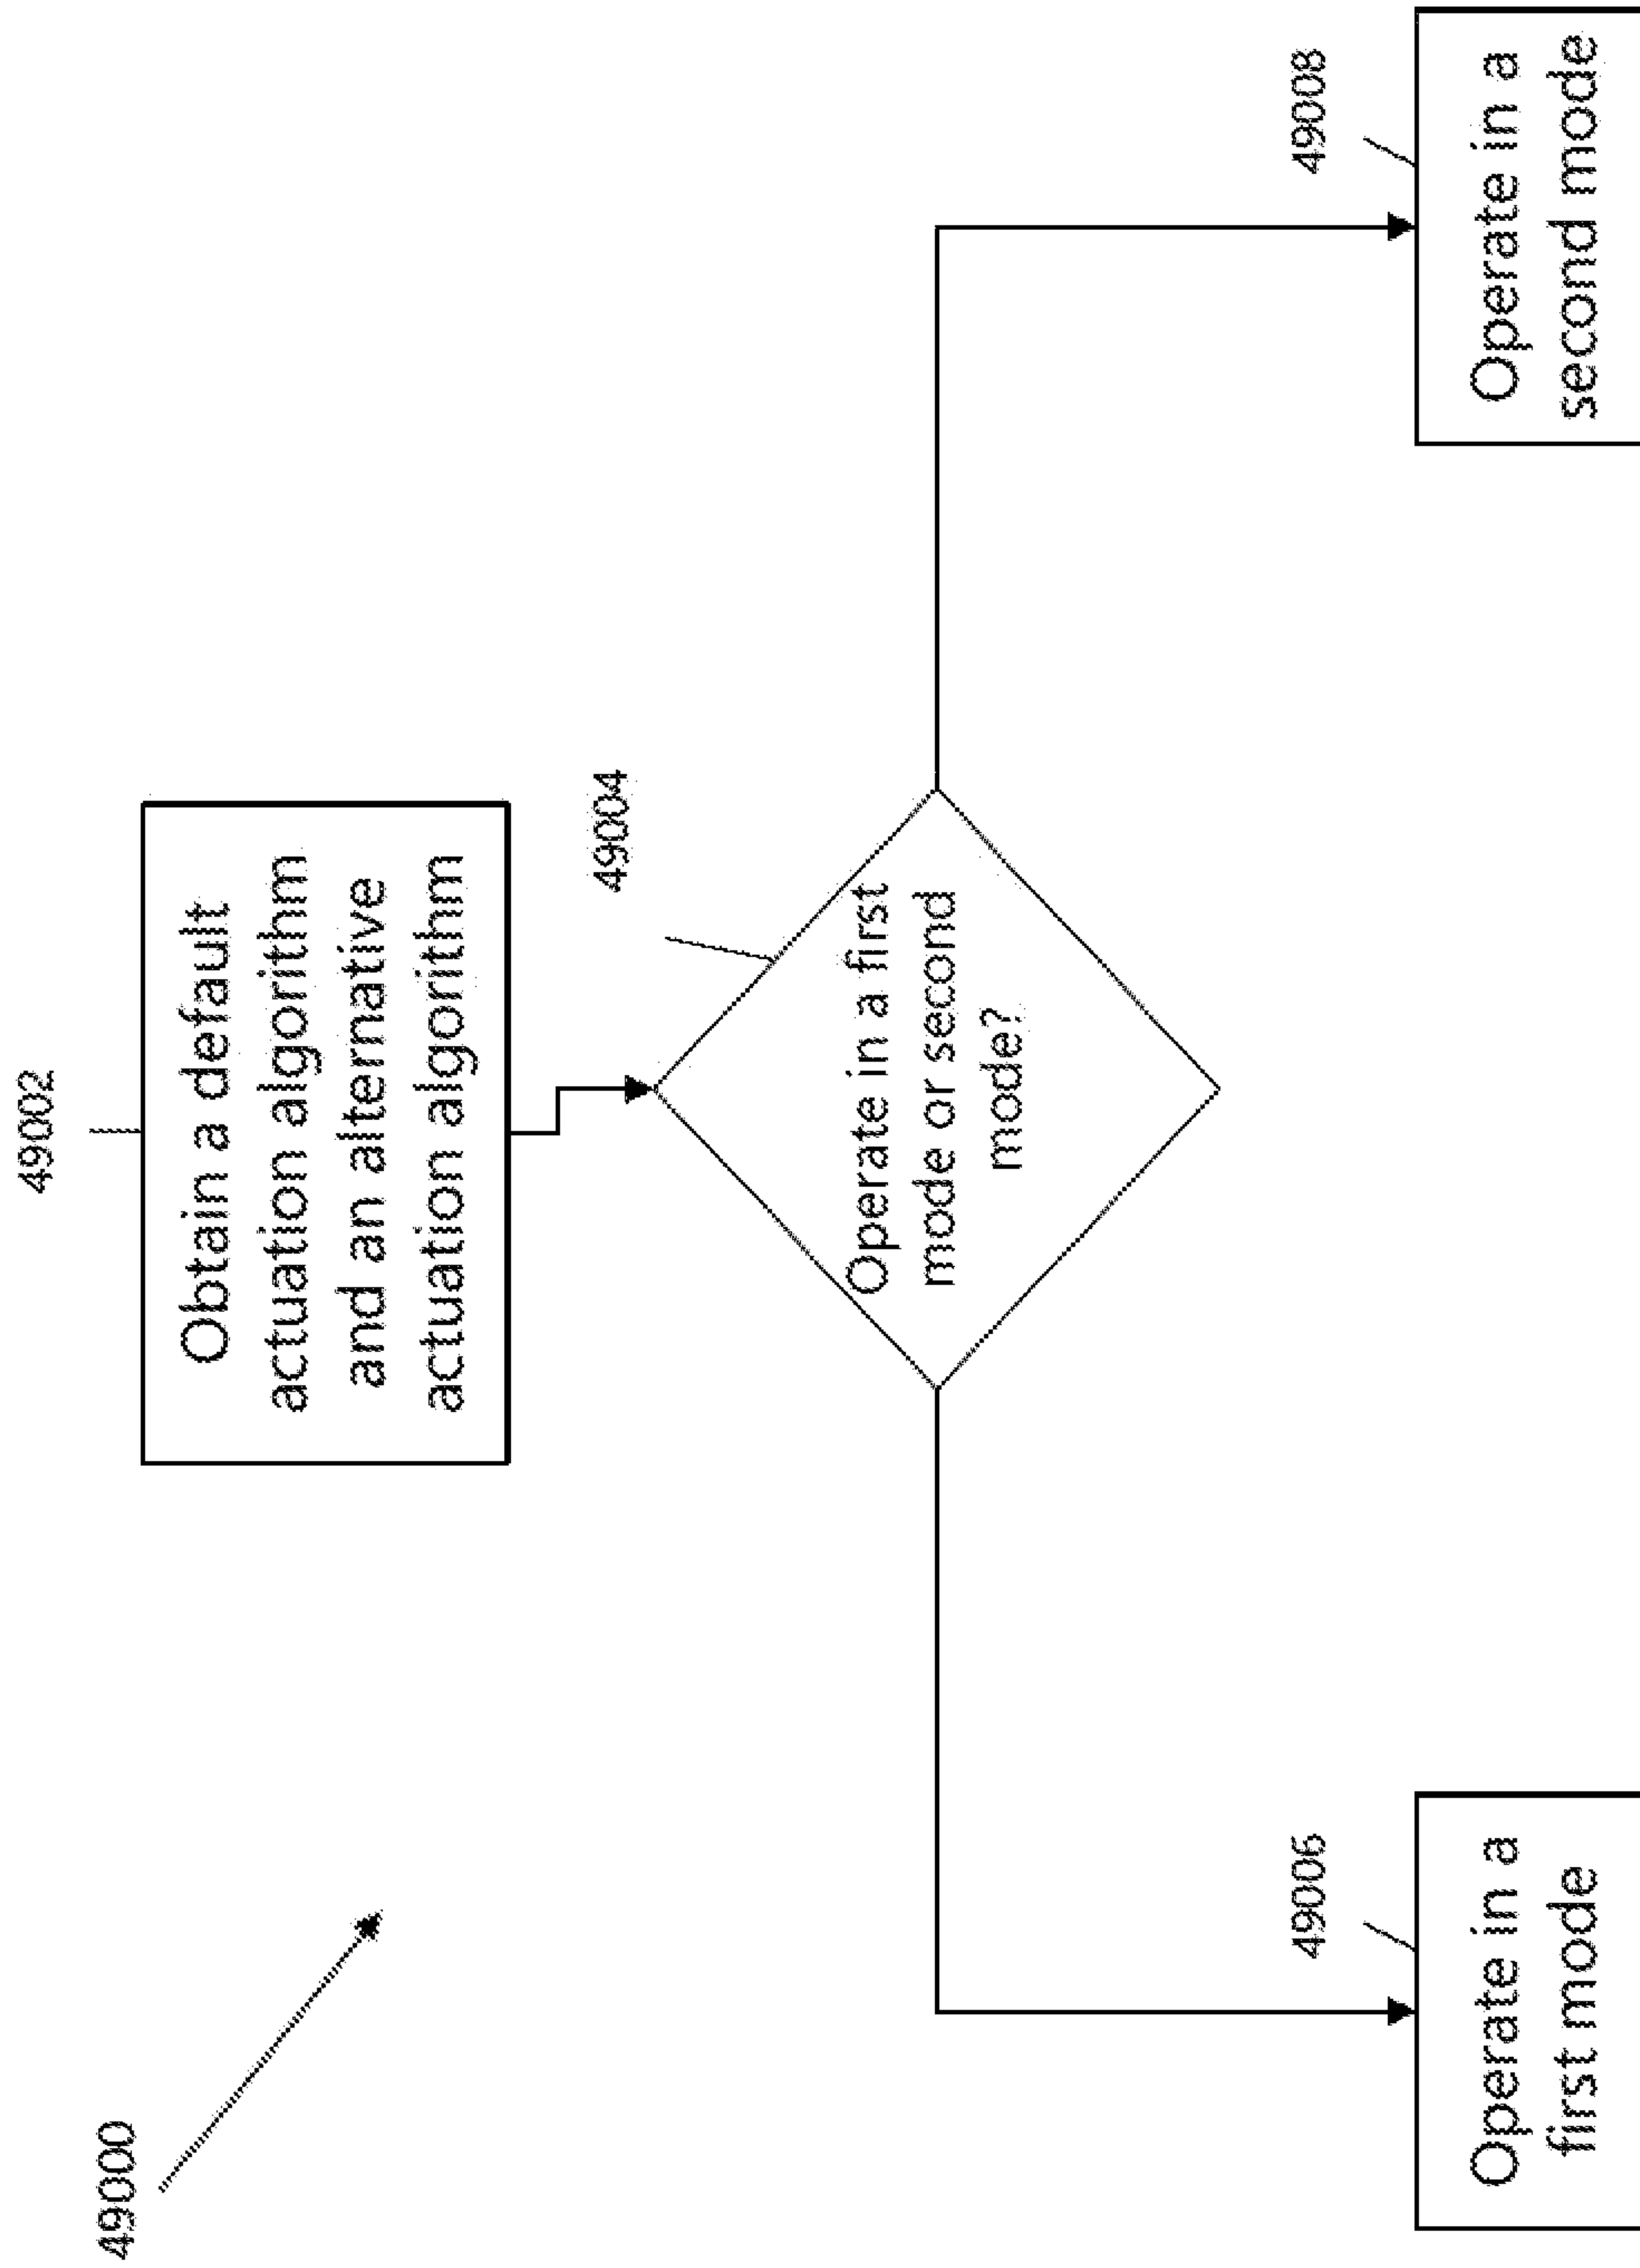 49000
49002
Obtain a default
actuation algorithm
and an alternative
actuation algorithm
49004
Operate in a first
mode or second
mode?
49006
Operate in a
first mode
49008
Operate in a
second mode